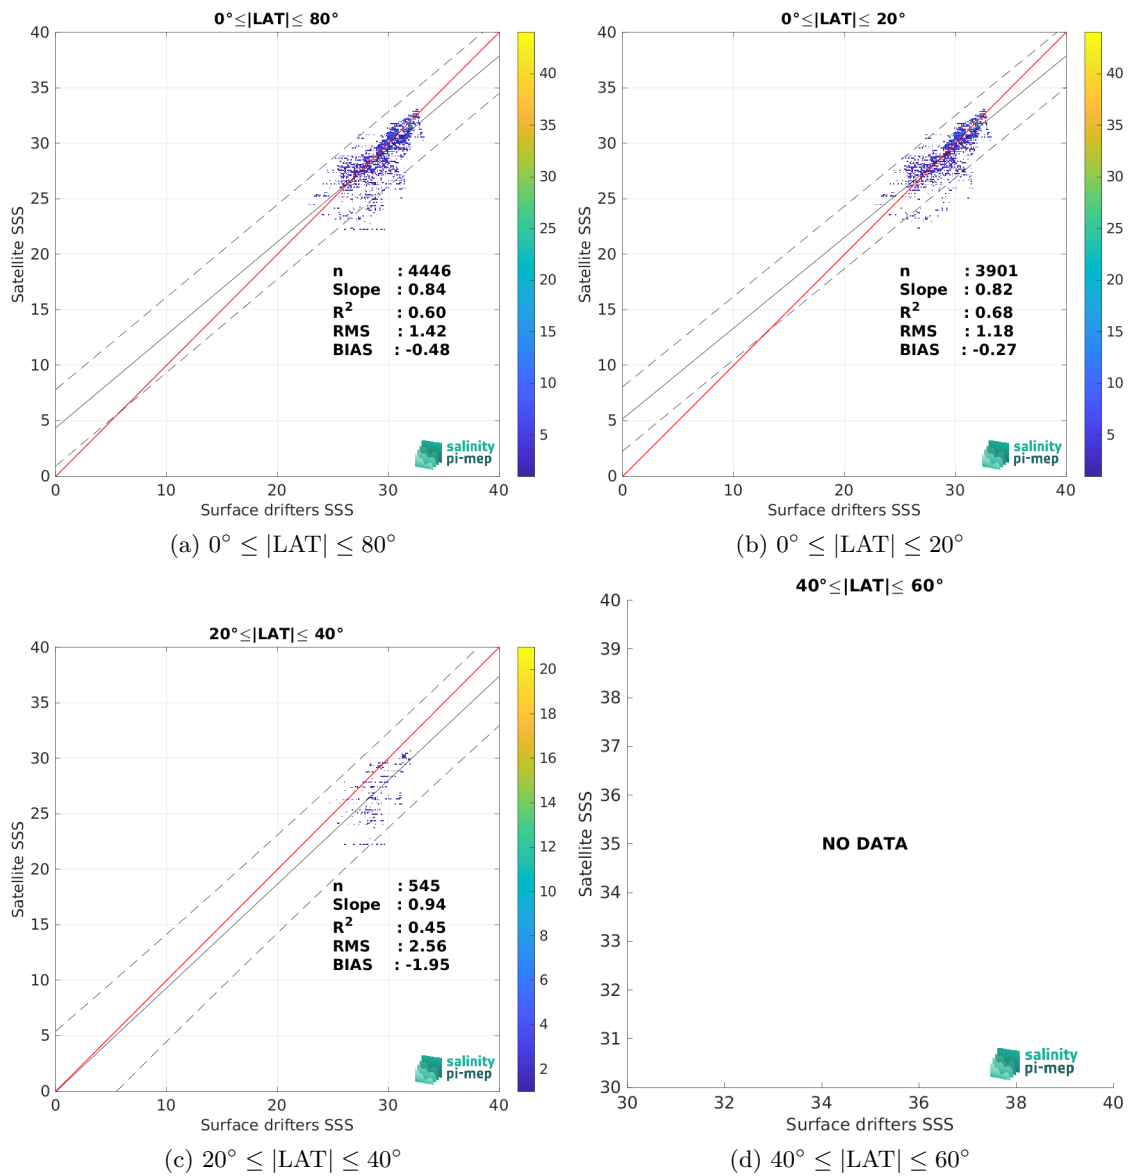 0°≤|LAT|≤ 80°
40
35
30
25
20
15
10
5
0
Satellite SSS
n : 4446
Slope : 0.84
R² : 0.60
RMS : 1.42
BIAS : -0.48
salinity
pi-mep
0 10 20 30 40
Surface drifters SSS
40
35
30
25
20
15
10
5
(a) 0° ≤ |LAT| ≤ 80°
0°≤|LAT|≤ 20°
40
35
30
25
20
15
10
5
0
Satellite SSS
n : 3901
Slope : 0.82
R² : 0.68
RMS : 1.18
BIAS : -0.27
salinity
pi-mep
0 10 20 30 40
Surface drifters SSS
40
35
30
25
20
15
10
5
(b) 0° ≤ |LAT| ≤ 20°
20°≤|LAT|≤ 40°
40
35
30
25
20
15
10
5
0
Satellite SSS
n : 545
Slope : 0.94
R² : 0.45
RMS : 2.56
BIAS : -1.95
salinity
pi-mep
0 10 20 30 40
Surface drifters SSS
20
18
16
14
12
10
8
6
4
2
(c) 20° ≤ |LAT| ≤ 40°
40°≤|LAT|≤ 60°
40
39
38
37
36
35
34
33
32
31
30
Satellite SSS
NO DATA
salinity
pi-mep
30 32 34 36 38 40
Surface drifters SSS
(d) 40° ≤ |LAT| ≤ 60°